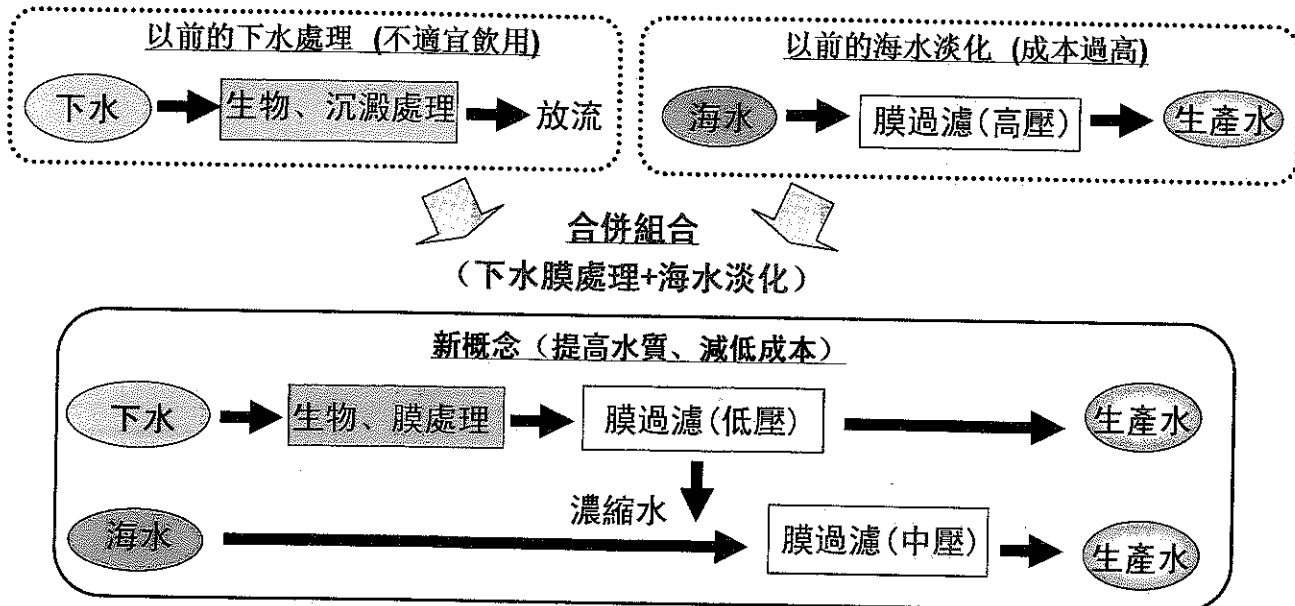 以前的下水處理 (不適宜飲用)
下水
生物、沉澱處理
放流
以前的海水淡化 (成本過高)
海水
膜過濾(高壓)
生產水
合併組合
(下水膜處理+海水淡化)
新概念(提高水質、減低成本)
下水
生物、膜處理
膜過濾(低壓)
生產水
濃縮水
海水
膜過濾(中壓)
生產水